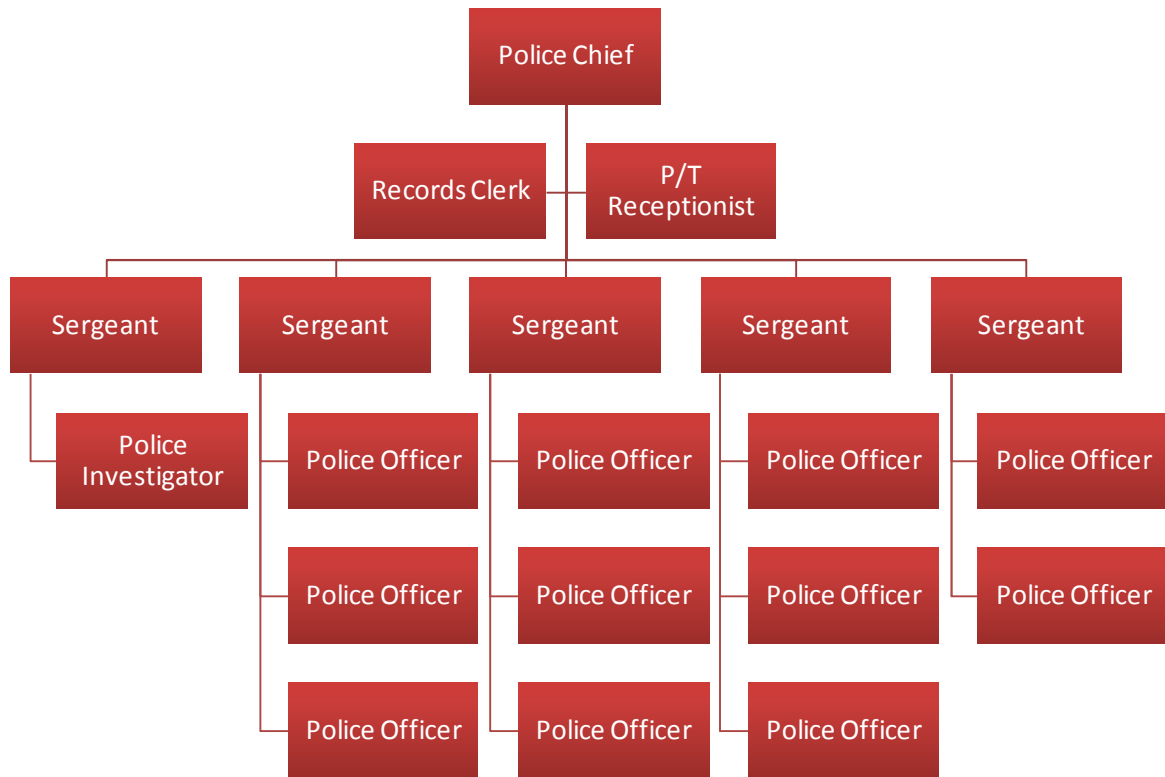 Police Chief
Records Clerk
P/T
Receptionist
Sergeant
Sergeant
Sergeant
Sergeant
Sergeant
Police
Investigator
Police Officer
Police Officer
Police Officer
Police Officer
Police Officer
Police Officer
Police Officer
Police Officer
Police Officer
Police Officer
Police Officer